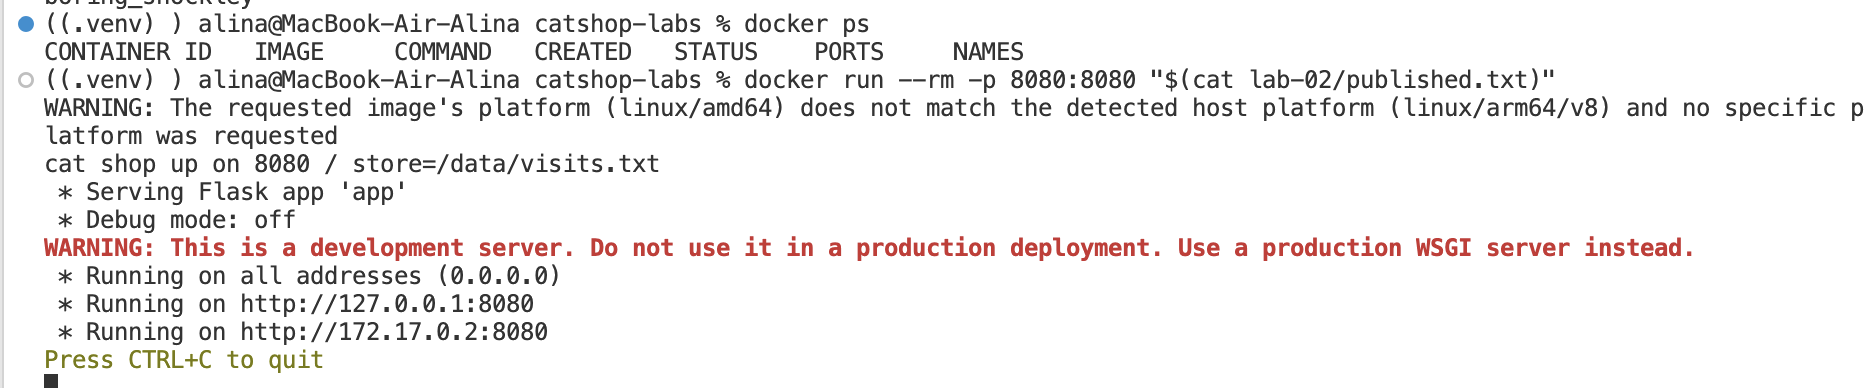 boring_shockley
((.venv) ) alina@MacBook-Air-Alina catshop-labs % docker ps
CONTAINER ID   IMAGE     COMMAND   CREATED   STATUS    PORTS     NAMES
((.venv) ) alina@MacBook-Air-Alina catshop-labs % docker run --rm -p 8080:8080 "$(cat lab-02/published.txt)"
WARNING: The requested image's platform (linux/amd64) does not match the detected host platform (linux/arm64/v8) and no specific p
latform was requested
cat shop up on 8080 / store=/data/visits.txt
 * Serving Flask app 'app'
 * Debug mode: off
WARNING: This is a development server. Do not use it in a production deployment. Use a production WSGI server instead.
 * Running on all addresses (0.0.0.0)
 * Running on http://127.0.0.1:8080
 * Running on http://172.17.0.2:8080
Press CTRL+C to quit